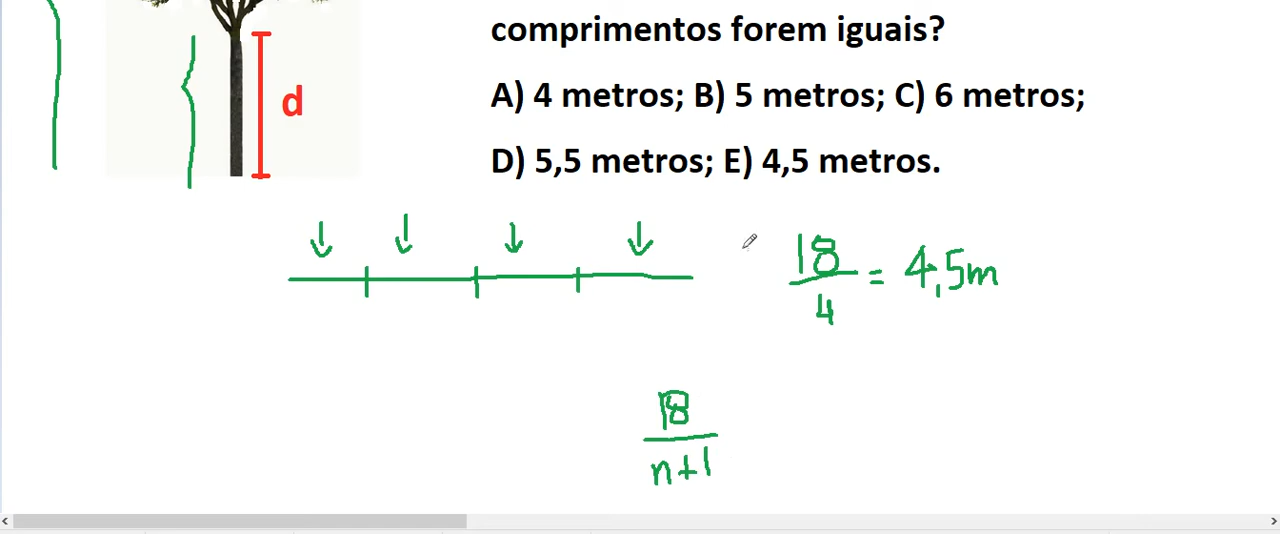 comprimentos forem iguais?
d
A) 4 metros; B) 5 metros; C) 6 metros;
D) 5,5 metros; E) 4,5 metros.
18/4 = 4,5m
18/n+1